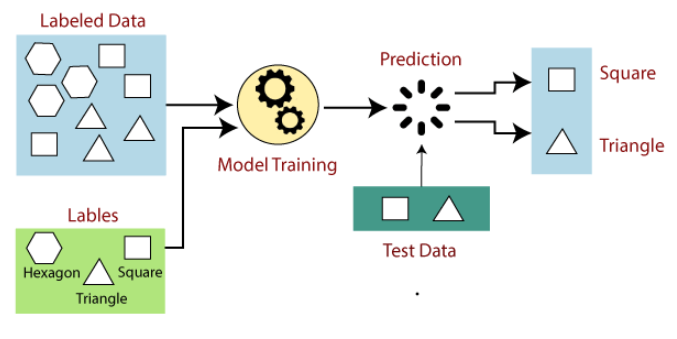 Labeled Data
Prediction
Square
Triangle
Model Training
Lables
Hexagon
Square
Triangle
Test Data
.